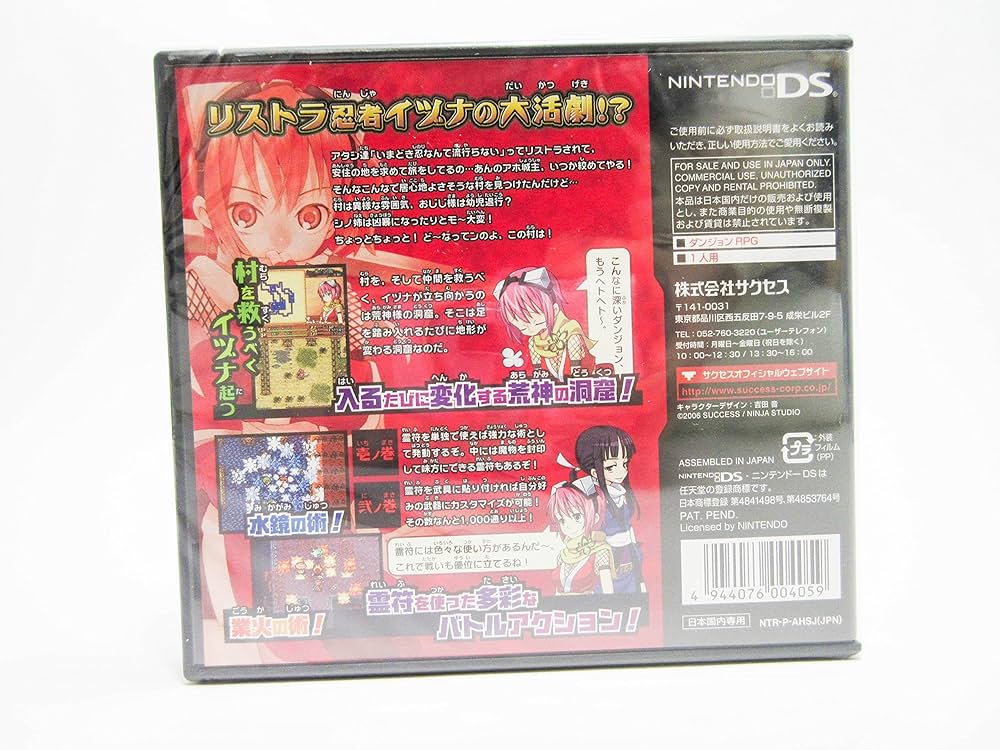 リストラ忍者イヅナの大活劇!?
アタシ達「いまどき忍なんて流行らない」ってリストラされて、
安住の地を求めて旅をしてるの…あんのアホ城主、いつか絞めてやる!
そんなこんなで居心地よさそうな村を見つけたんだけど…
村は異様な雰囲気、おじじ様は幼児退行?
シノ姉は凶暴になったりとモ〜大変!
ちょっとちょっと! ど〜なってンのよ、この村は!
村を救うべく
イヅナ起つ
村を、そして仲間を救うべ
く、イヅナが立ち向かうの
は荒神様の洞窟。そこは足
を踏み入れるたびに地形が
変わる洞窟なのだ。
こんなに深いダンジョン、
もうヘトヘト〜。
入るたびに変化する荒神の洞窟!
水鏡の術!
業火の術!
壱ノ巻
霊符を単独で使えば強力な術とし
て発動するぞ。中には魔物を封印
して味方にできる霊符もあるぞ!
弐ノ巻
霊符を武具に貼り付ければ自分好
みの武器にカスタマイズが可能!
その数なんと1,000通り以上!
霊符には色々な使い方があるんだ〜。
これで戦いも優位に立てるね!
霊符を使った多彩な
バトルアクション!
NINTENDO DS
ご使用前に必ず取扱説明書をよくお読み
いただき、正しい使用方法でご愛用ください。
FOR SALE AND USE IN JAPAN ONLY.
COMMERCIAL USE, UNAUTHORIZED
COPY AND RENTAL PROHIBITED.
本品は日本国内だけの販売および使用
とし、また商業目的の使用や無断複製
および賃貸は禁止されています。
ダンジョンRPG
1人用
株式会社サクセス
〒141-0031
東京都品川区西五反田7-9-5 成栄ビル2F
TEL:052-760-3220(ユーザーテレフォン)
受付時間:月曜日〜金曜日(祝日を除く)
10:00〜12:30 / 13:30〜16:00
サクセスオフィシャルウェブサイト
http://www.success-corp.co.jp/
キャラクターデザイン:吉田 音
©2006 SUCCESS / NINJA STUDIO
プラ
外装
フィルム
(PP)
ASSEMBLED IN JAPAN
NINTENDO DS・ニンテンドーDSは
任天堂の登録商標です。
日本商標登録 第4841498号、第4853764号
PAT. PEND.
Licensed by NINTENDO
4 944076 004059
日本国内専用
NTR-P-AHSJ(JPN)